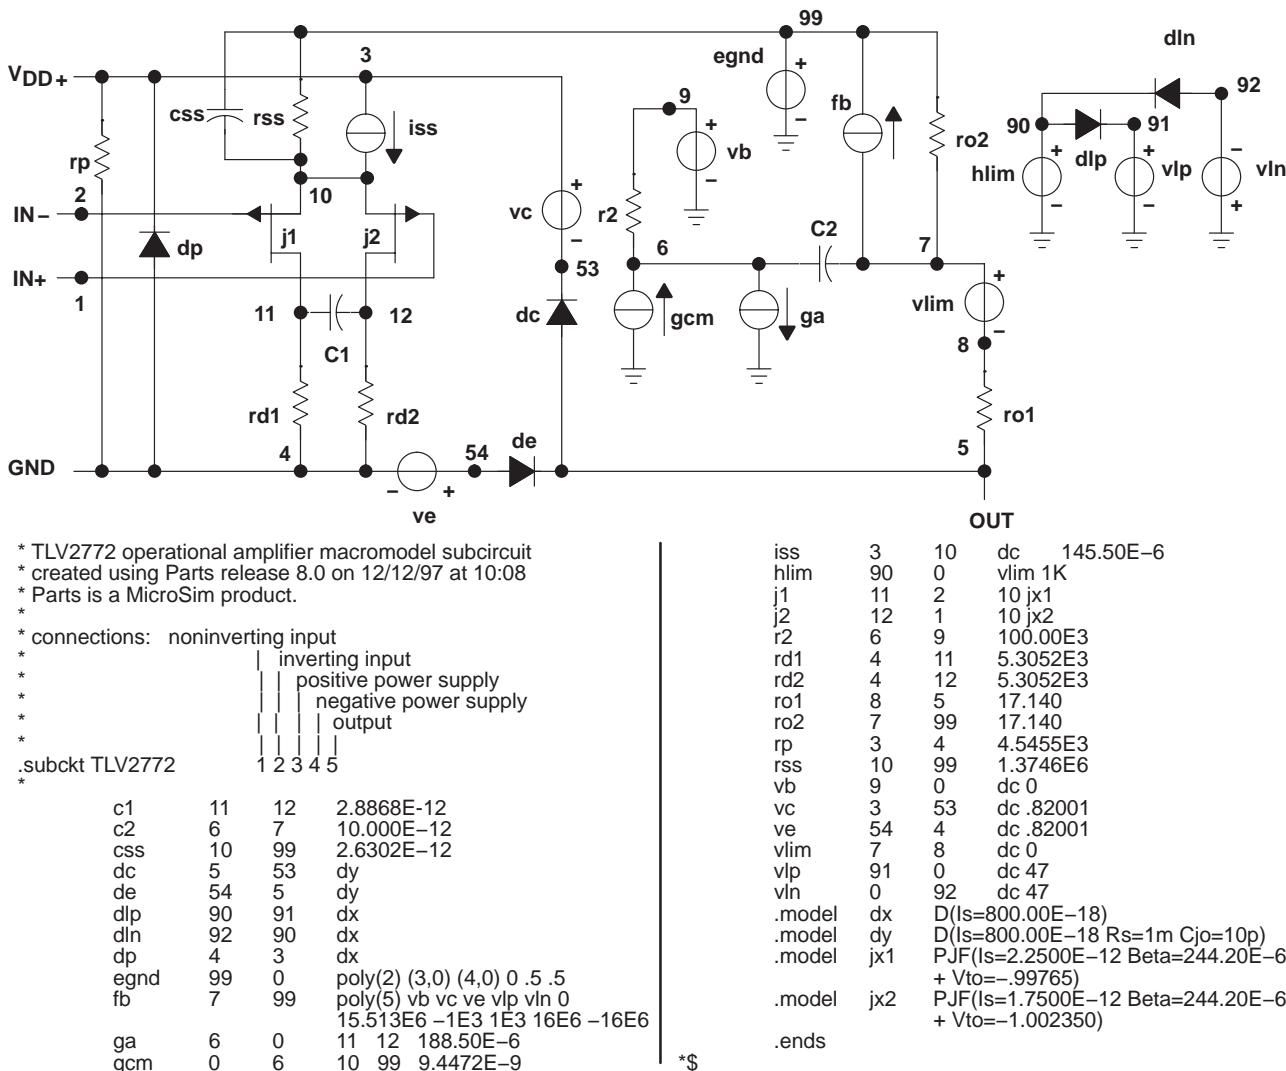 99
dln
3
egnd
VDD+
92
9
css
rss
iss
fb
90
91
ro2
vb
rp
dlp
hlim
vlp
vln
10
2
IN−
vc
r2
C2
j1
j2
dp
6
7
IN+
53
1
11
12
dc
gcm
ga
vlim
C1
8
rd1
rd2
ro1
4
54
de
5
GND
ve
OUT
* TLV2772 operational amplifier macromodel subcircuit
* created using Parts release 8.0 on 12/12/97 at 10:08
* Parts is a MicroSim product.
*
* connections: noninverting input
* | inverting input
* | | positive power supply
* | | | negative power supply
* | | | | output
* | | | | |
.subckt TLV2772 1 2 3 4 5
*
c1 11 12 2.8868E-12
c2 6 7 10.000E−12
css 10 99 2.6302E−12
dc 5 53 dy
de 54 5 dy
dlp 90 91 dx
dln 92 90 dx
dp 4 3 dx
egnd 99 0 poly(2) (3,0) (4,0) 0 .5 .5
fb 7 99 poly(5) vb vc ve vlp vln 0
15.513E6 −1E3 1E3 16E6 −16E6
ga 6 0 11 12 188.50E−6
gcm 0 6 10 99 9.4472E−9
iss 3 10 dc 145.50E−6
hlim 90 0 vlim 1K
j1 11 2 10 jx1
j2 12 1 10 jx2
r2 6 9 100.00E3
rd1 4 11 5.3052E3
rd2 4 12 5.3052E3
ro1 8 5 17.140
ro2 7 99 17.140
rp 3 4 4.5455E3
rss 10 99 1.3746E6
vb 9 0 dc 0
vc 3 53 dc .82001
ve 54 4 dc .82001
vlim 7 8 dc 0
vlp 91 0 dc 47
vln 0 92 dc 47
.model dx D(Is=800.00E−18)
.model dy D(Is=800.00E−18 Rs=1m Cjo=10p)
.model jx1 PJF(Is=2.2500E−12 Beta=244.20E−6
+ Vto=−.99765)
.model jx2 PJF(Is=1.7500E−12 Beta=244.20E−6
+ Vto=−1.002350)
.ends
*$